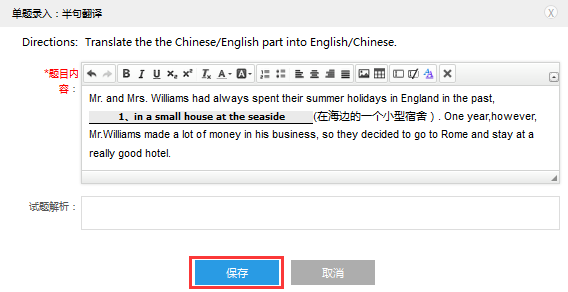 单题录入：半句翻译
Directions: Translate the the Chinese/English part into English/Chinese.
*题目内容：
Mr. and Mrs. Williams had always spent their summer holidays in England in the past,
1、in a small house at the seaside (在海边的一个小型宿舍）. One year,however,
Mr.Williams made a lot of money in his business, so they decided to go to Rome and stay at a
really good hotel.
试题解析：
保存 取消